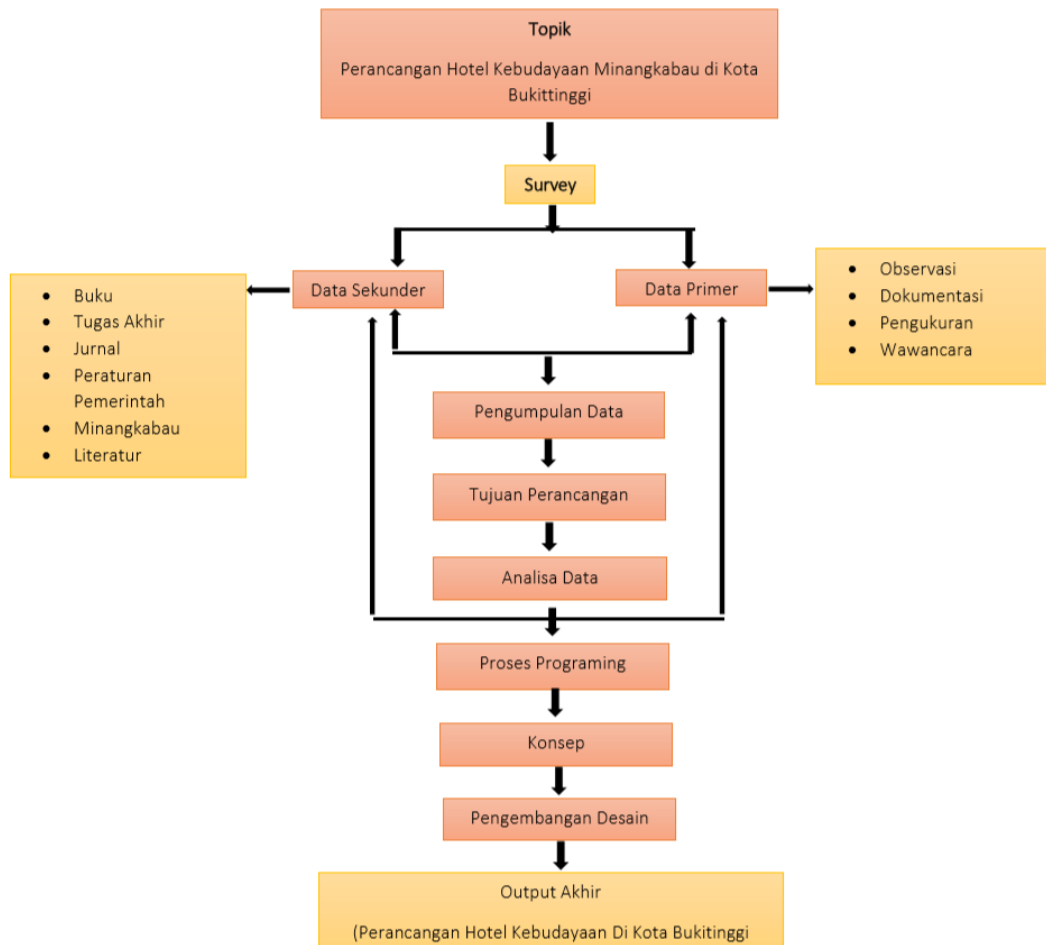 Topik
Perancangan Hotel Kebudayaan Minangkabau di Kota
Bukittinggi
Survey
Data Sekunder
Data Primer
• Buku
• Tugas Akhir
• Jurnal
• Peraturan
Pemerintah
• Minangkabau
• Literatur
• Observasi
• Dokumentasi
• Pengukuran
• Wawancara
Pengumpulan Data
Tujuan Perancangan
Analisa Data
Proses Programing
Konsep
Pengembangan Desain
Output Akhir
(Perancangan Hotel Kebudayaan Di Kota Bukitinggi